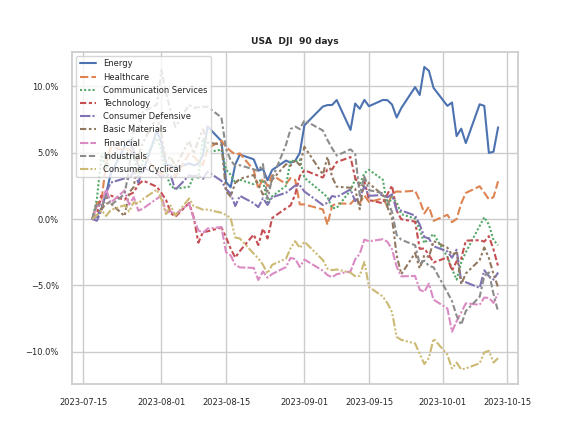 USA DJI 90 days
10.0%
5.0%
0.0%
−5.0%
−10.0%
Energy
Healthcare
Communication Services
Technology
Consumer Defensive
Basic Materials
Financial
Industrials
Consumer Cyclical
2023-07-15 2023-08-01 2023-08-15 2023-09-01 2023-09-15 2023-10-01 2023-10-15